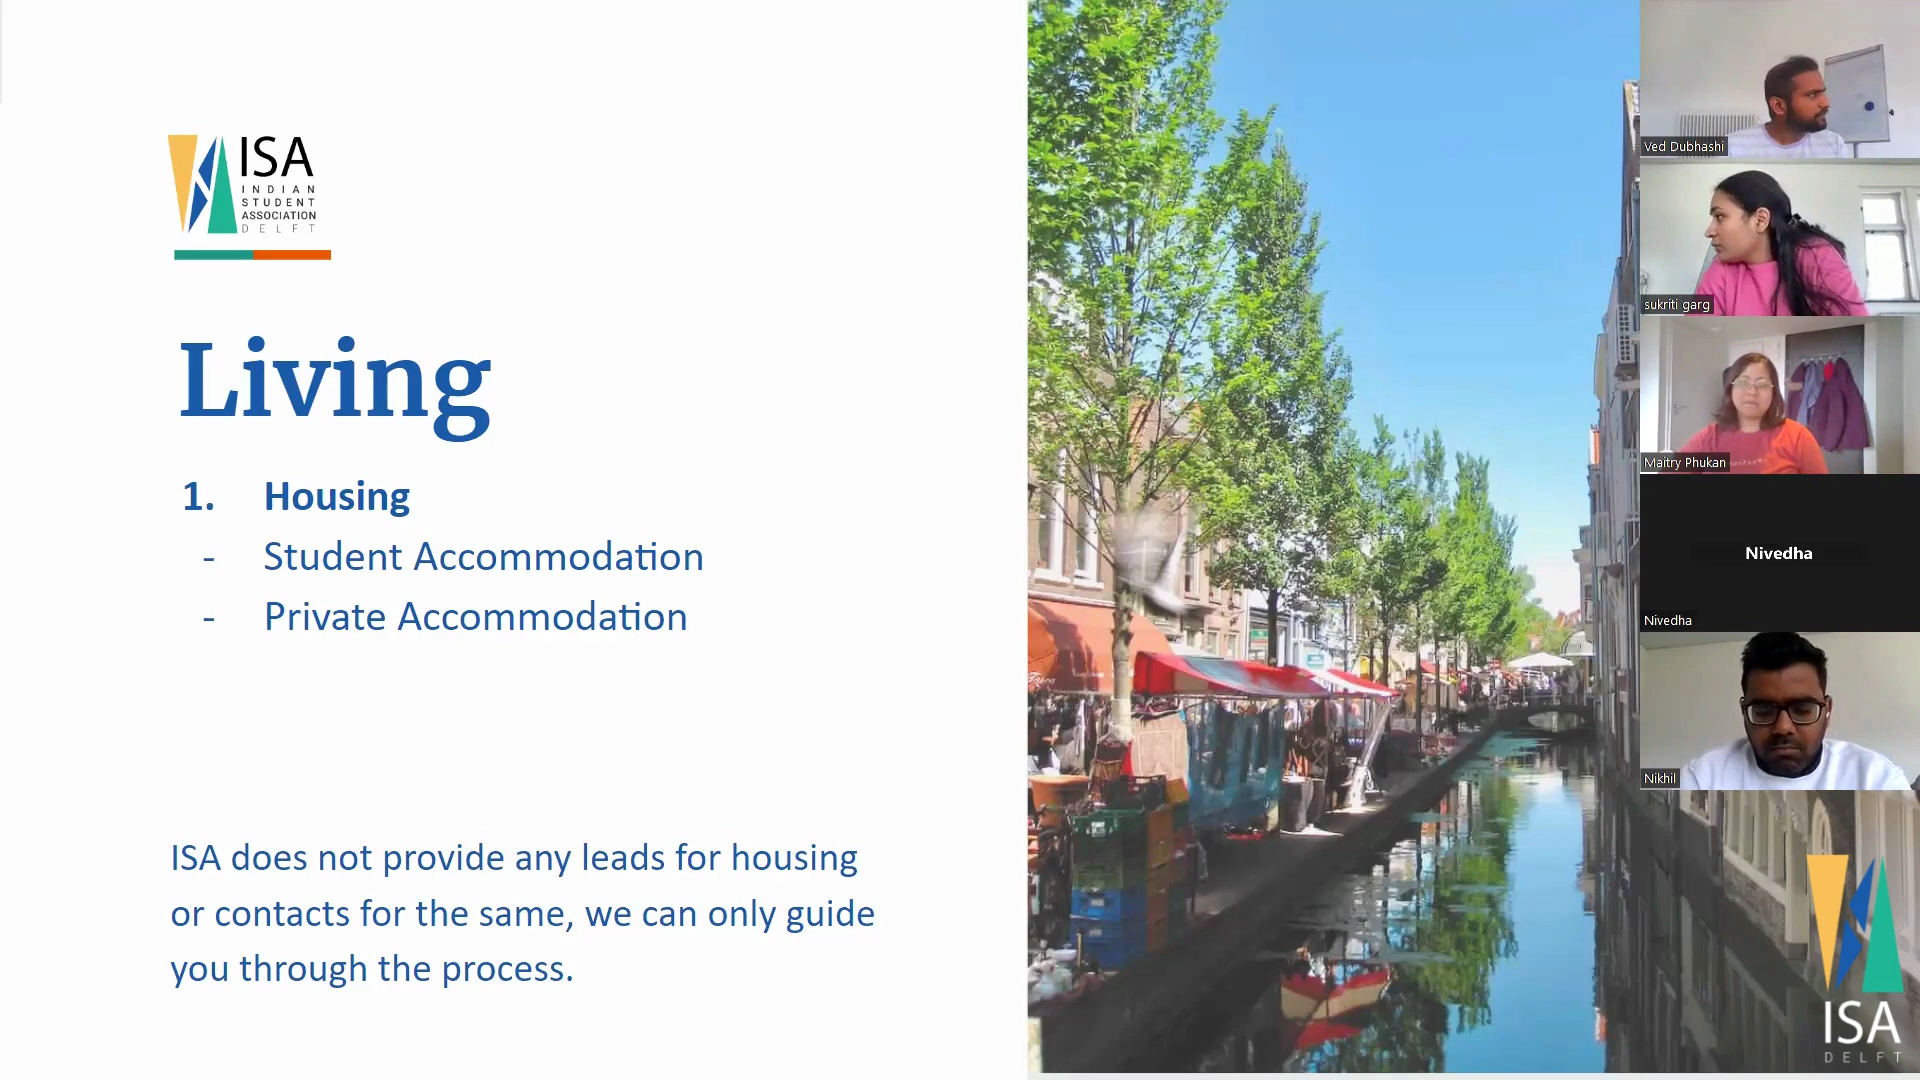 ISA
INDIAN
STUDENT
ASSOCIATION
DELFT
Living
1. Housing
- Student Accommodation
- Private Accommodation
ISA does not provide any leads for housing
or contacts for the same, we can only guide
you through the process.
Ved Dubhashi
sukriti garg
Maitry Phukan
Nivedha
Nivedha
Nikhil
ISA
DELFT